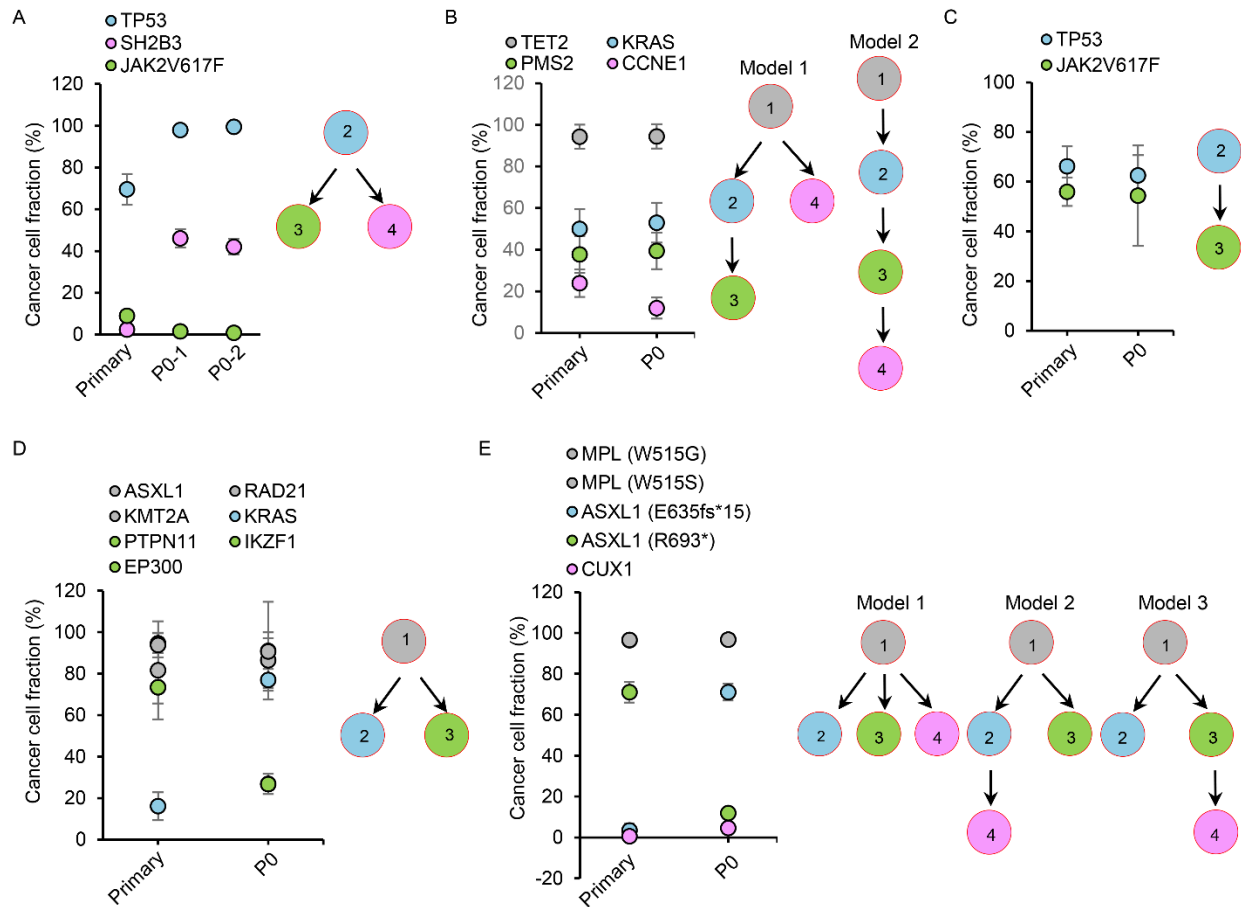 A
TP53
SH2B3
JAK2V617F
Cancer cell fraction (%)
120
100
80
60
40
20
0
Primary
P0-1
P0-2
2
3 4
B
TET2 KRAS
PMS2 CCNE1
Cancer cell fraction (%)
120
100
80
60
40
20
0
Primary
P0
Model 1
1
2 4
3
Model 2
1
2
3
4
C
TP53
JAK2V617F
Cancer cell fraction (%)
100
80
60
40
20
0
Primary
P0
2
3
D
ASXL1 RAD21
KMT2A KRAS
PTPN11 IKZF1
EP300
Cancer cell fraction (%)
120
100
80
60
40
20
0
Primary
P0
1
2 3
E
MPL (W515G)
MPL (W515S)
ASXL1 (E635fs*15)
ASXL1 (R693*)
CUX1
Cancer cell fraction (%)
120
100
80
60
40
20
0
-20
Primary
P0
Model 1 Model 2 Model 3
1 1 1
2 3 4 2 3 2 3
4 4